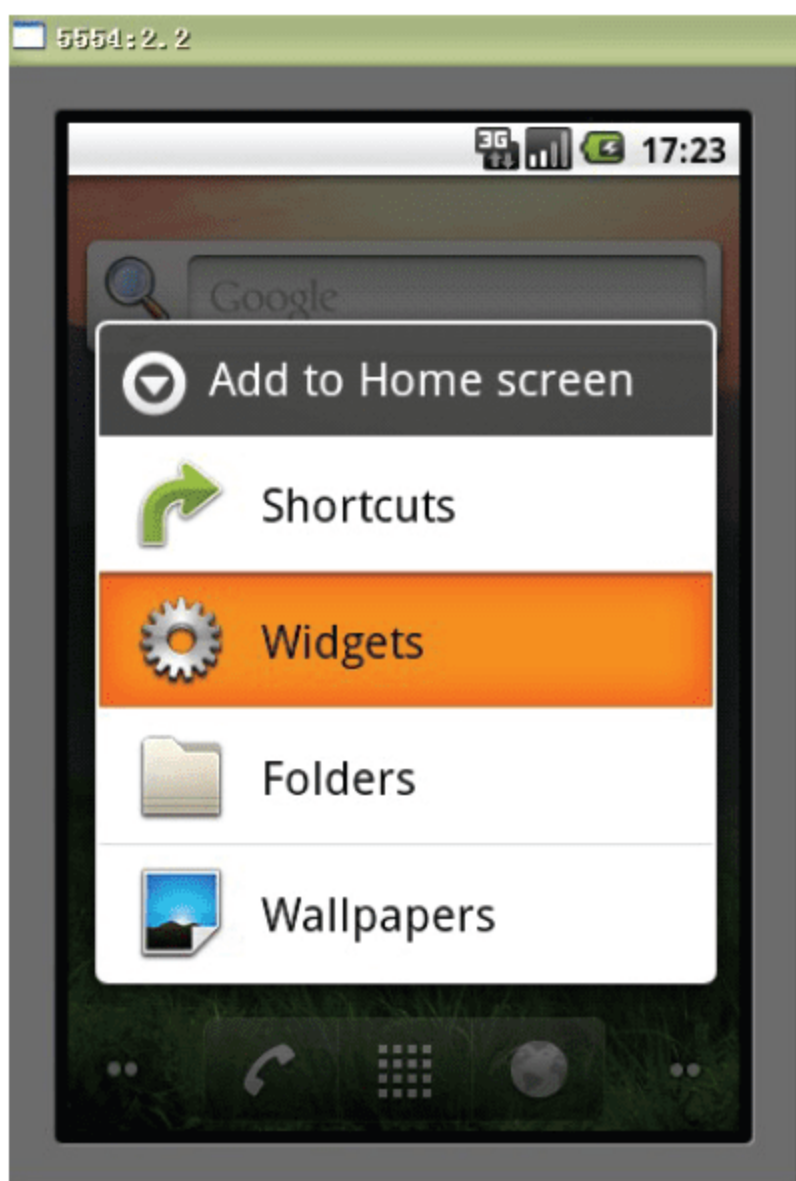 5554:2.2
3G 17:23
Google
Add to Home screen
Shortcuts
Widgets
Folders
Wallpapers